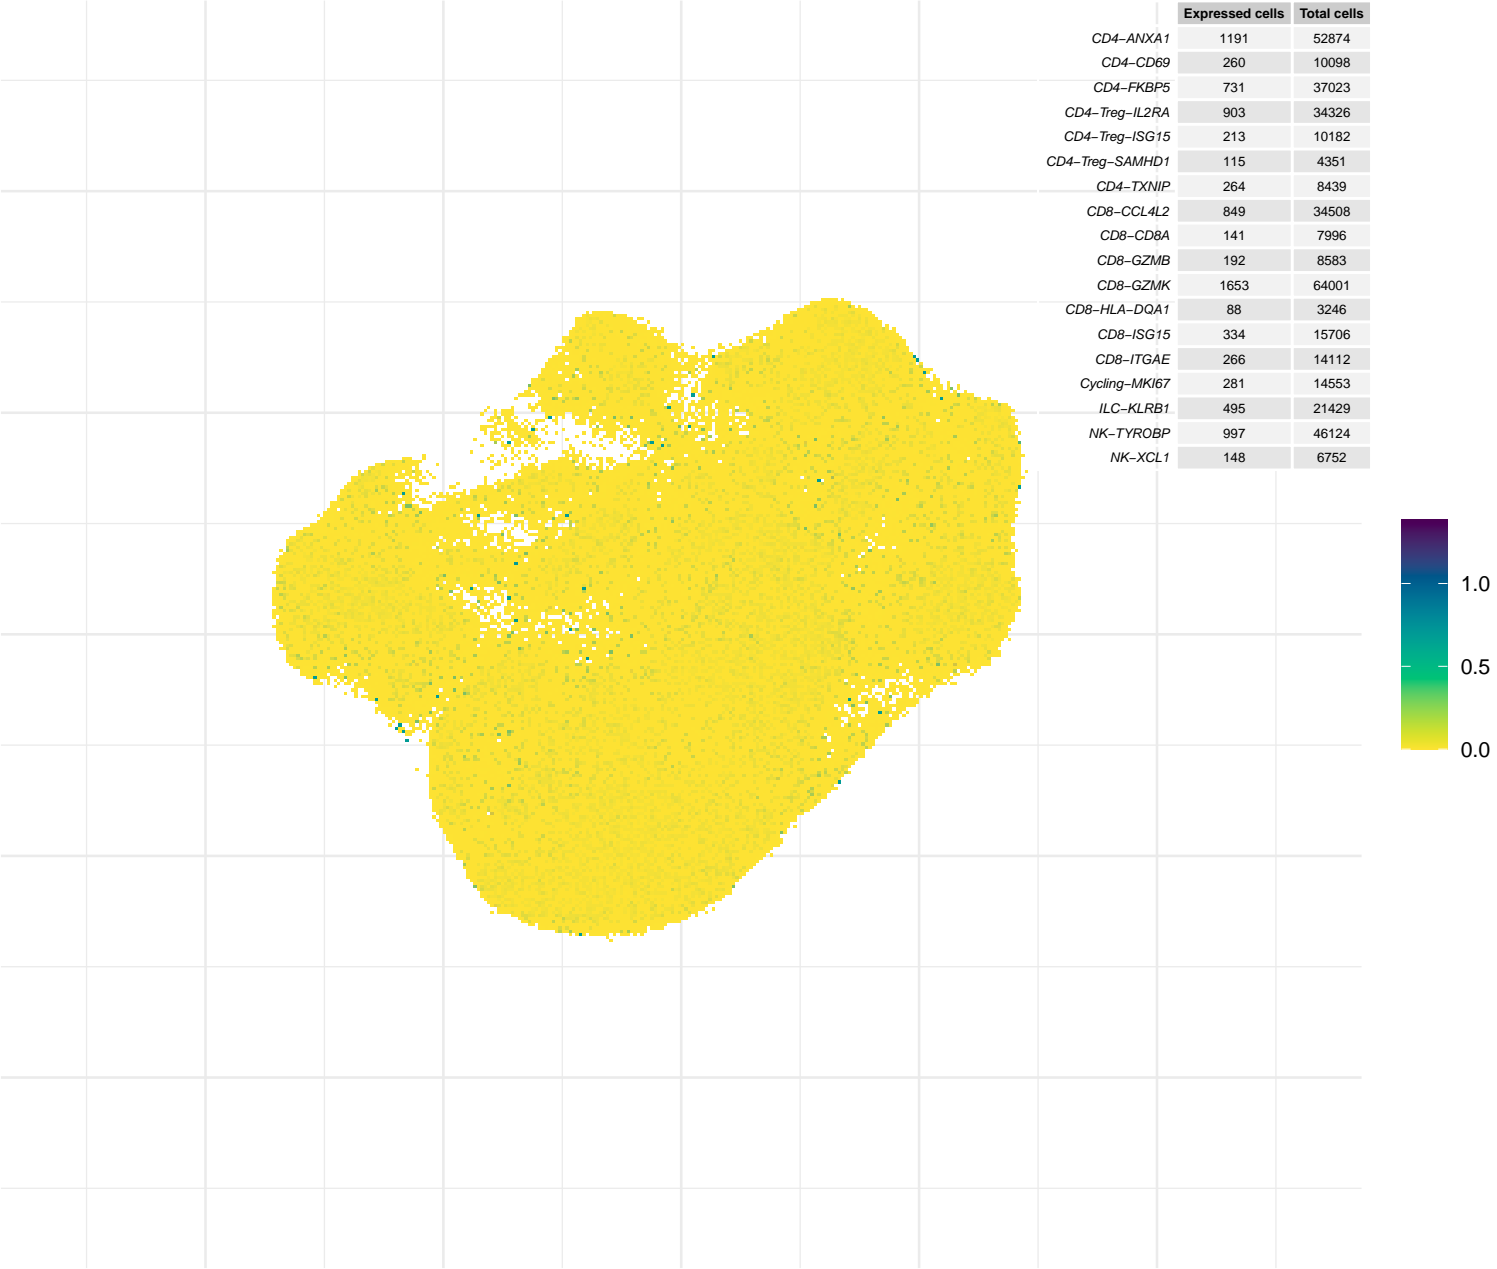 Expressed cells Total cells
CD4−ANXA1 1191 52874
CD4−CD69 260 10098
CD4−FKBP5 731 37023
CD4−Treg−IL2RA 903 34326
CD4−Treg−ISG15 213 10182
CD4−Treg−SAMHD1 115 4351
CD4−TXNIP 264 8439
CD8−CCL4L2 849 34508
CD8−CD8A 141 7996
CD8−GZMB 192 8583
CD8−GZMK 1653 64001
CD8−HLA−DQA1 88 3246
CD8−ISG15 334 15706
CD8−ITGAE 266 14112
Cycling−MKI67 281 14553
ILC−KLRB1 495 21429
NK−TYROBP 997 46124
NK−XCL1 148 6752
1.0
0.5
0.0